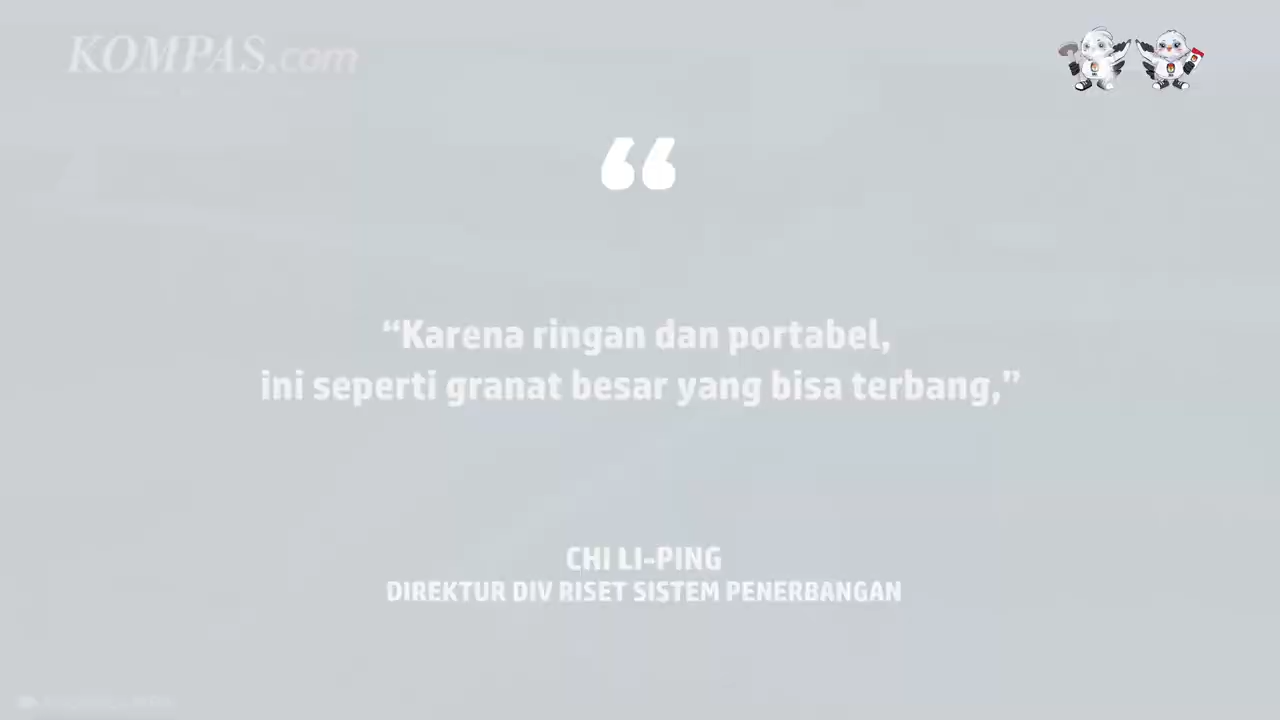 KOMPAS.com
“Karena ringan dan portabel,
ini seperti granat besar yang bisa terbang,”
CHI LI-PING
DIREKTUR DIV RISET SISTEM PENERBANGAN